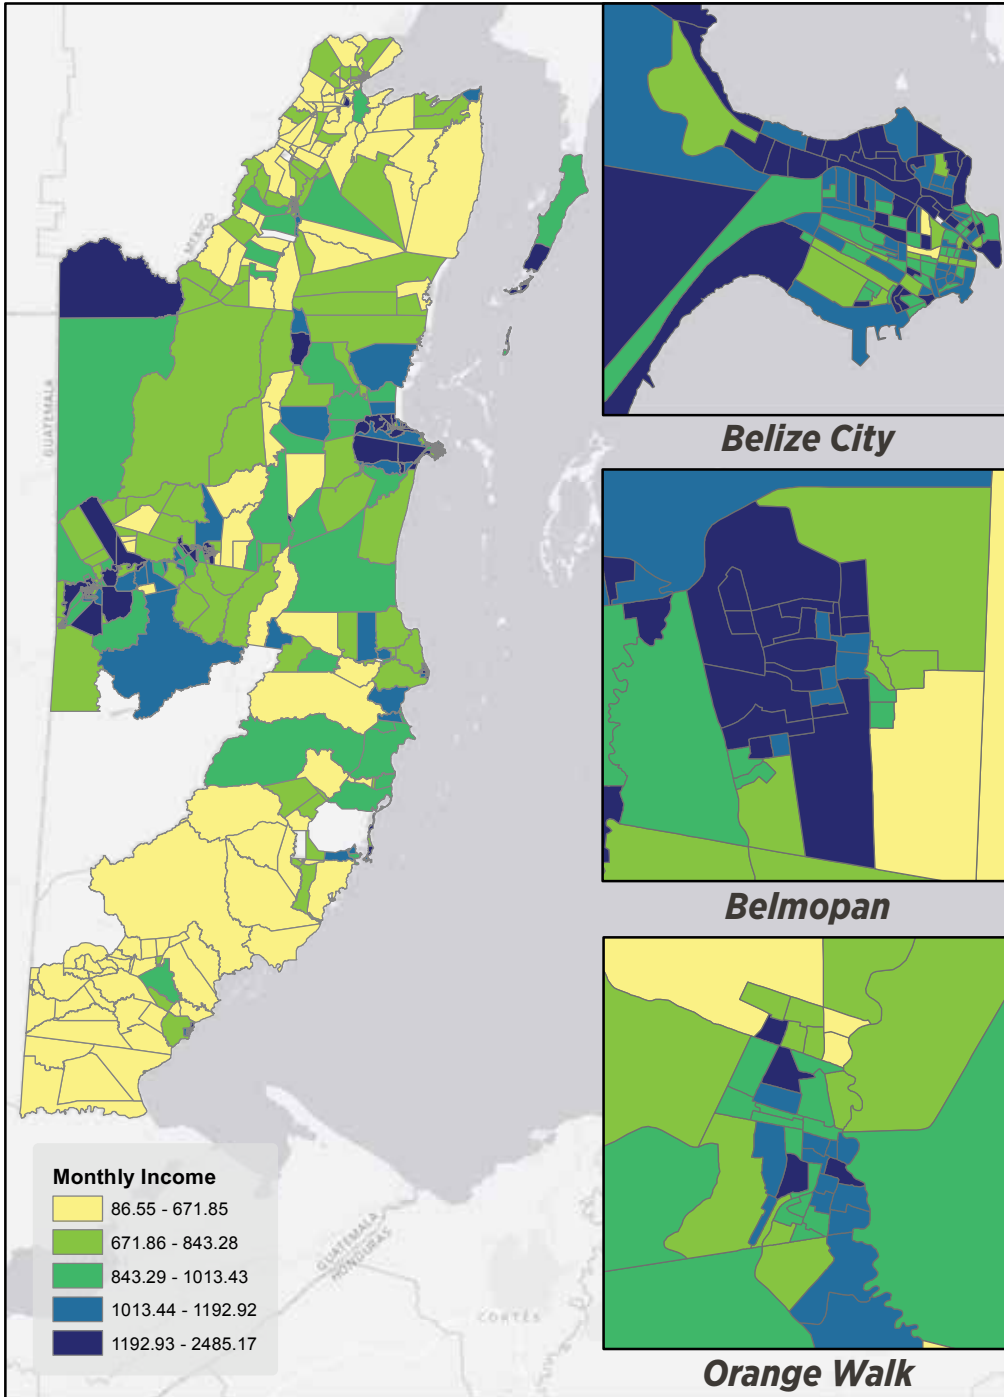 MEXICO
GUATEMALA
Belize City
Belmopan
Monthly Income
86.55 - 671.85
671.86 - 843.28
843.29 - 1013.43
1013.44 - 1192.92
1192.93 - 2485.17
GUATEMALA
HONDURAS
CORTÉS
Orange Walk